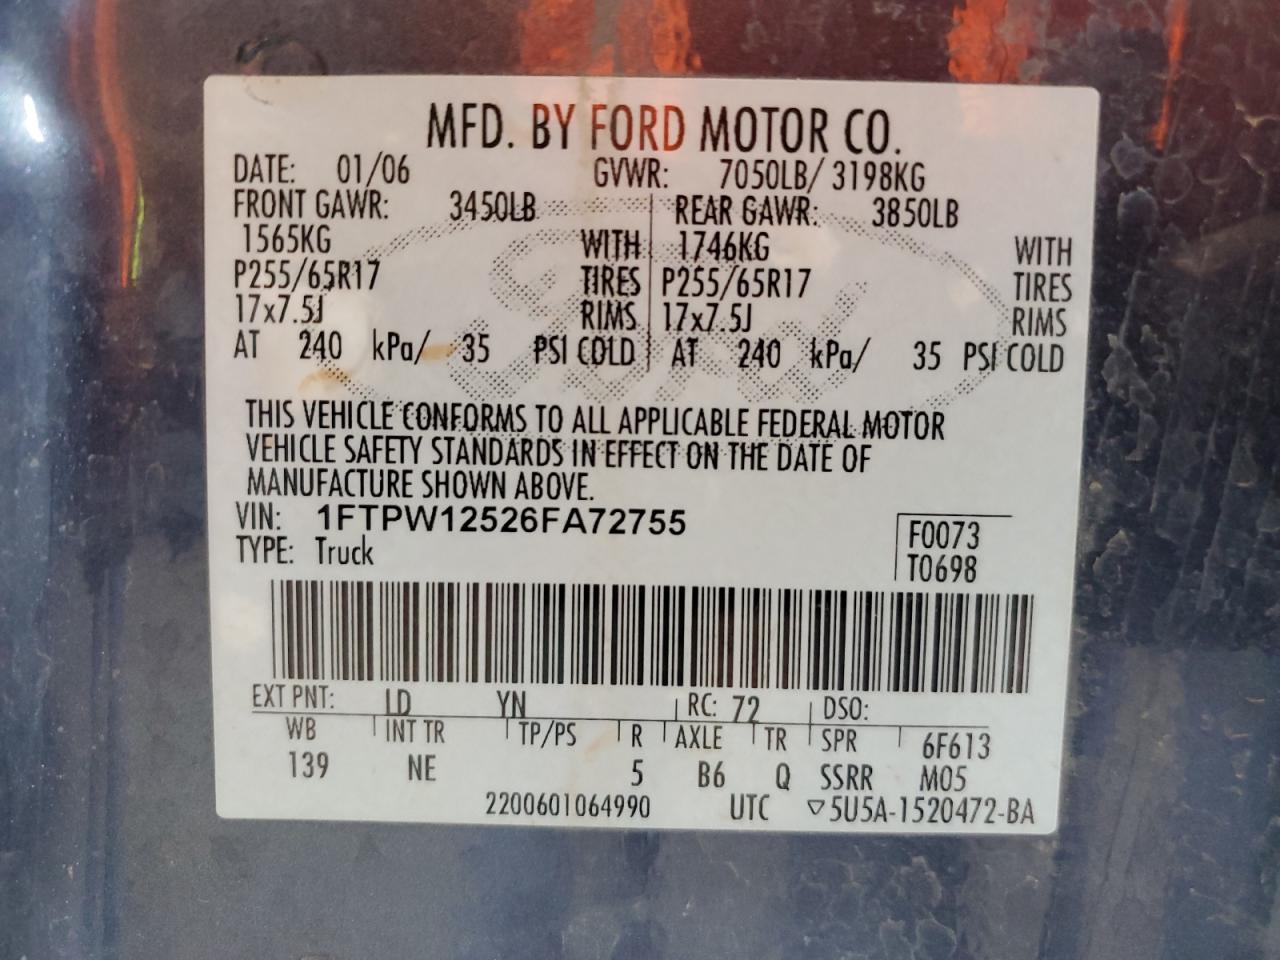 MFD. BY FORD MOTOR CO.
DATE: 01/06 GVWR: 7050LB/ 3198KG
FRONT GAWR: 3450LB REAR GAWR: 3850LB
1565KG WITH 1746KG WITH
P255/65R17 TIRES P255/65R17 TIRES
17x7.5J RIMS 17x7.5J RIMS
AT 240 kPa/ 35 PSI COLD AT 240 kPa/ 35 PSI COLD
Ford
THIS VEHICLE CONFORMS TO ALL APPLICABLE FEDERAL MOTOR
VEHICLE SAFETY STANDARDS IN EFFECT ON THE DATE OF
MANUFACTURE SHOWN ABOVE.
VIN: 1FTPW12526FA72755
TYPE: Truck
F0073
T0698
EXT PNT: LD YN RC: 72 DSO:
WB INT TR TP/PS R AXLE TR SPR 6F613
139 NE 5 B6 Q SSRR M05
2200601064990 UTC ▽5U5A-1520472-BA